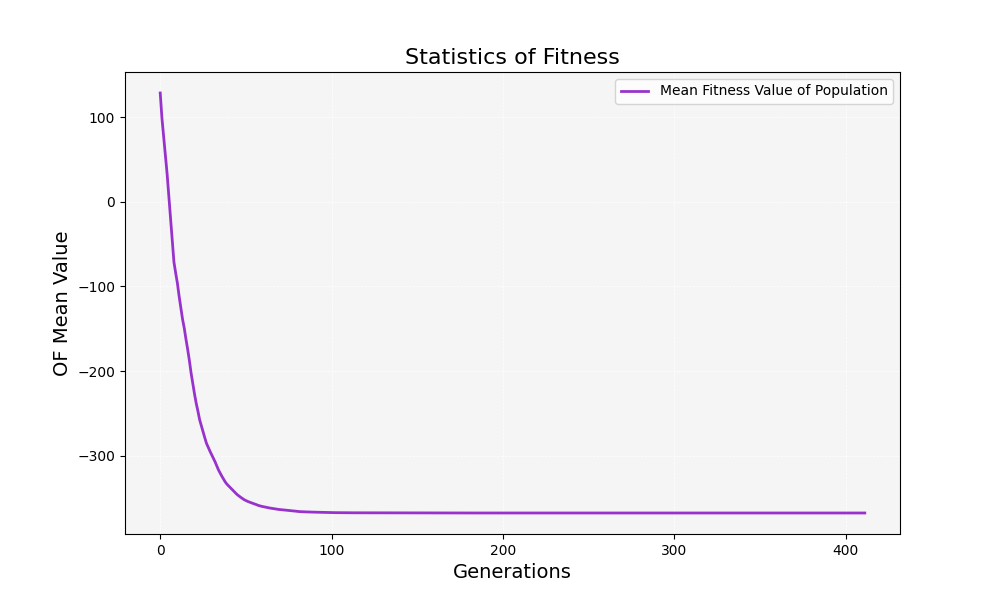 Statistics of Fitness
Mean Fitness Value of Population
100
0
−100
−200
−300
OF Mean Value
0 100 200 300 400
Generations